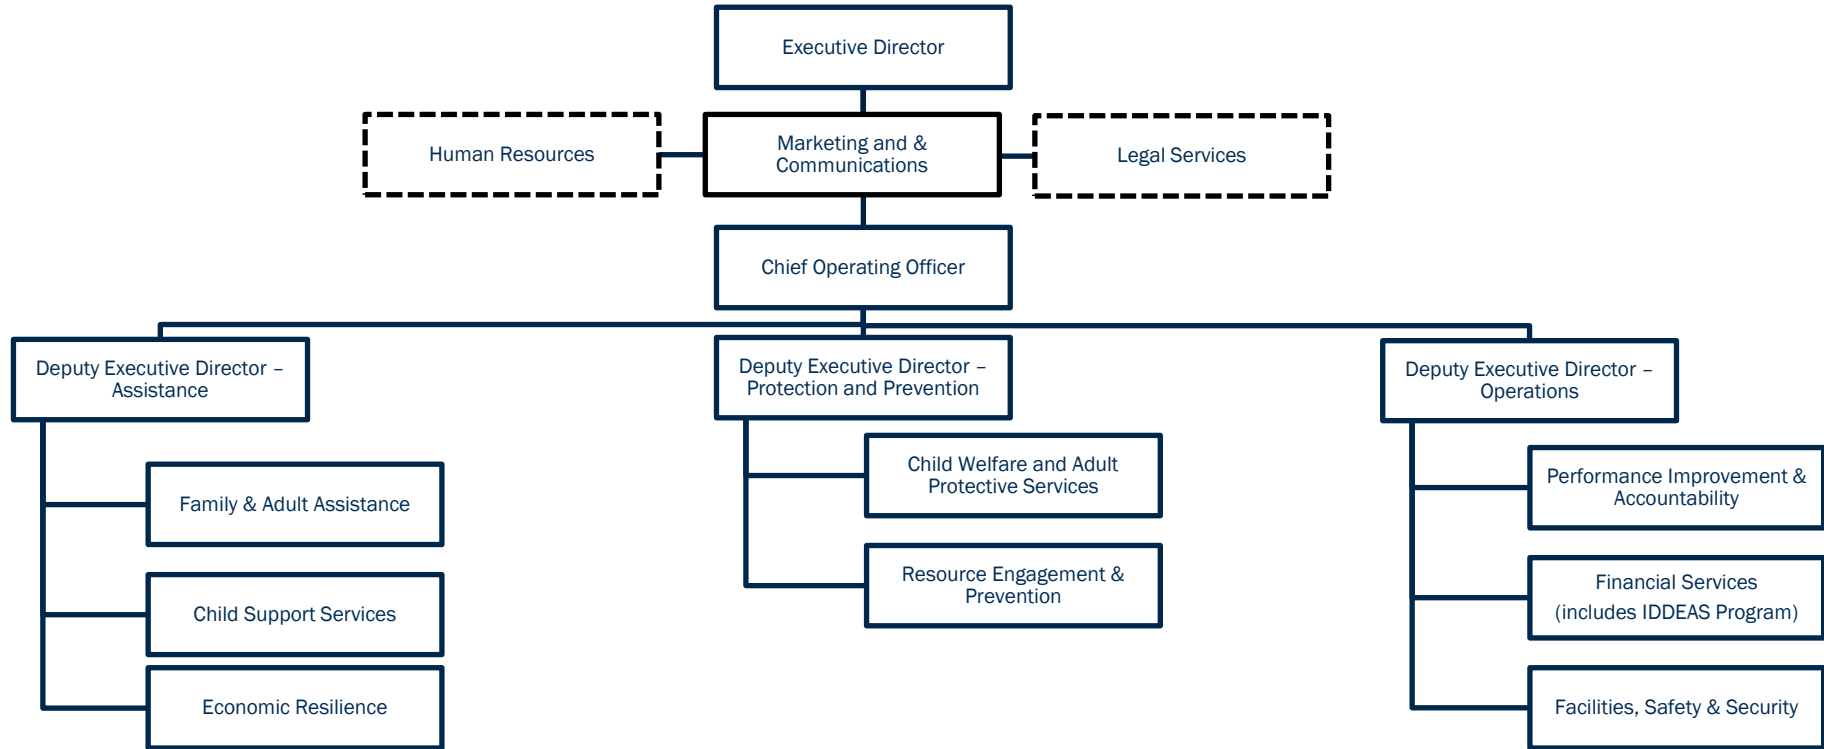 Executive Director
Human Resources
Marketing and &
Communications
Legal Services
Chief Operating Officer
Deputy Executive Director –
Assistance
Deputy Executive Director –
Protection and Prevention
Deputy Executive Director –
Operations
Family & Adult Assistance
Child Support Services
Economic Resilience
Child Welfare and Adult
Protective Services
Resource Engagement &
Prevention
Performance Improvement &
Accountability
Financial Services
(includes IDDEAS Program)
Facilities, Safety & Security